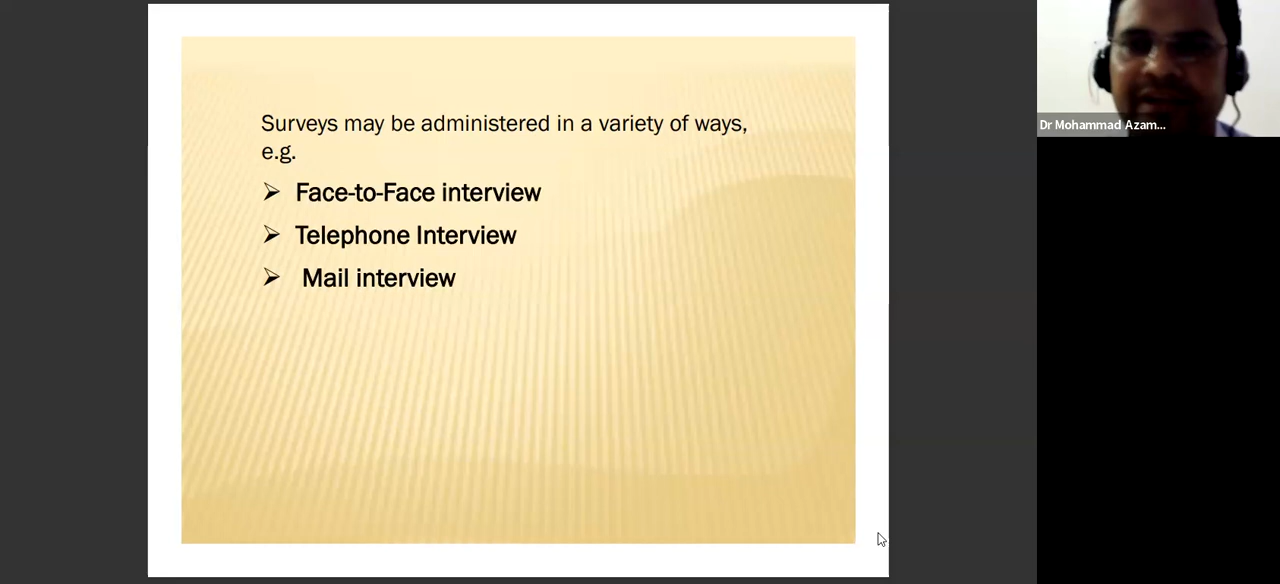 Surveys may be administered in a variety of ways,
e.g.
➢ Face-to-Face interview
➢ Telephone Interview
➢ Mail interview
Dr Mohammad Azam...